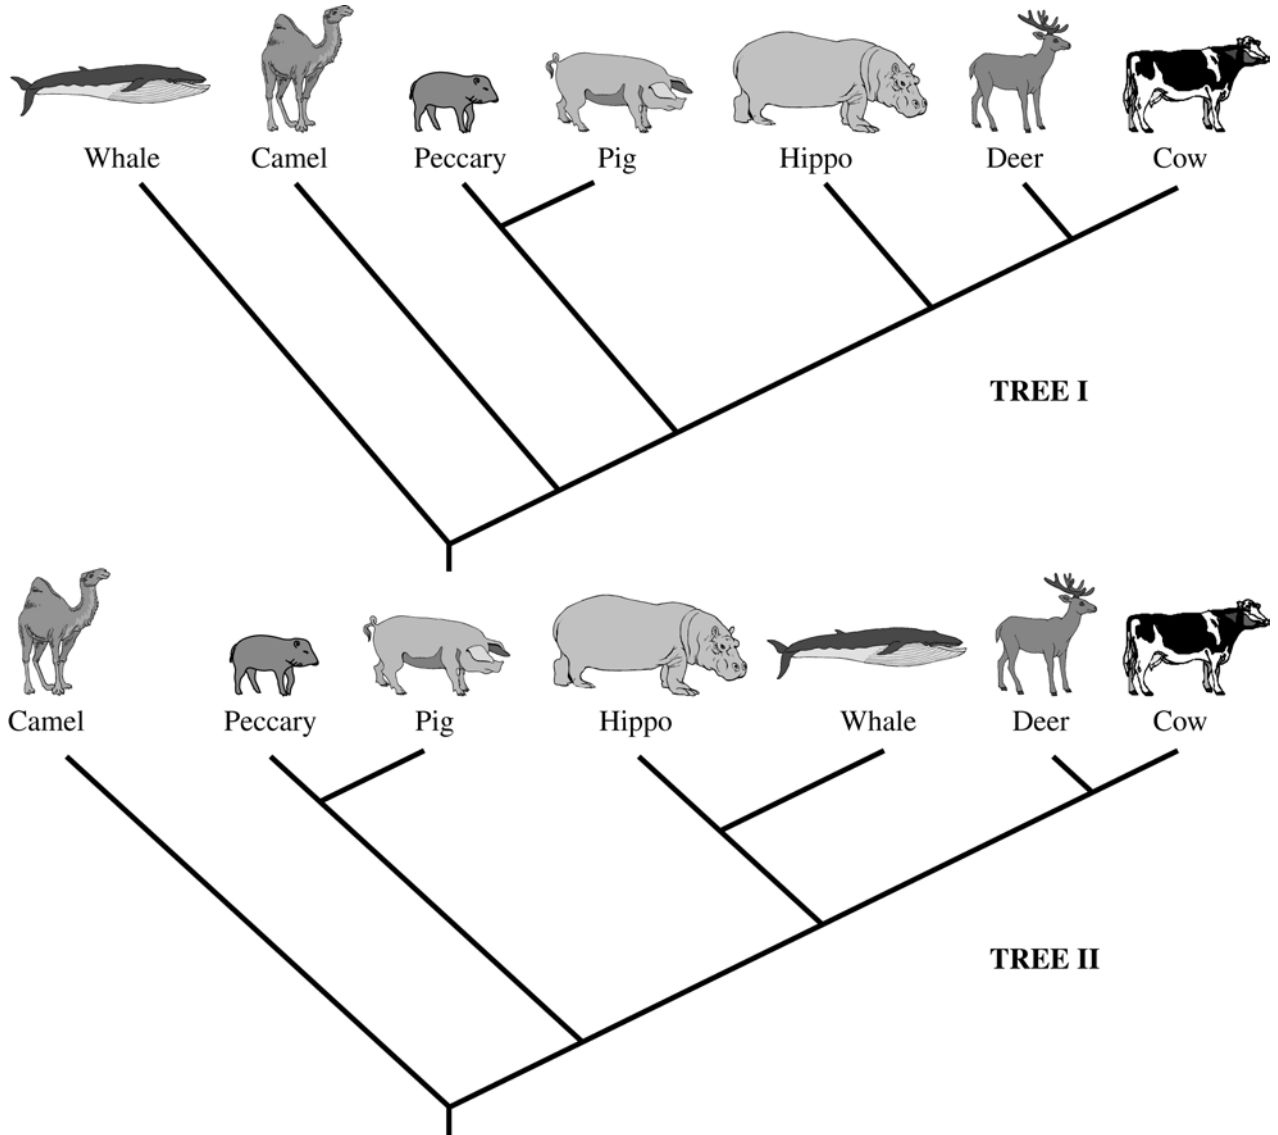 Whale Camel Peccary Pig Hippo Deer Cow
TREE I
Camel Peccary Pig Hippo Whale Deer Cow
TREE II